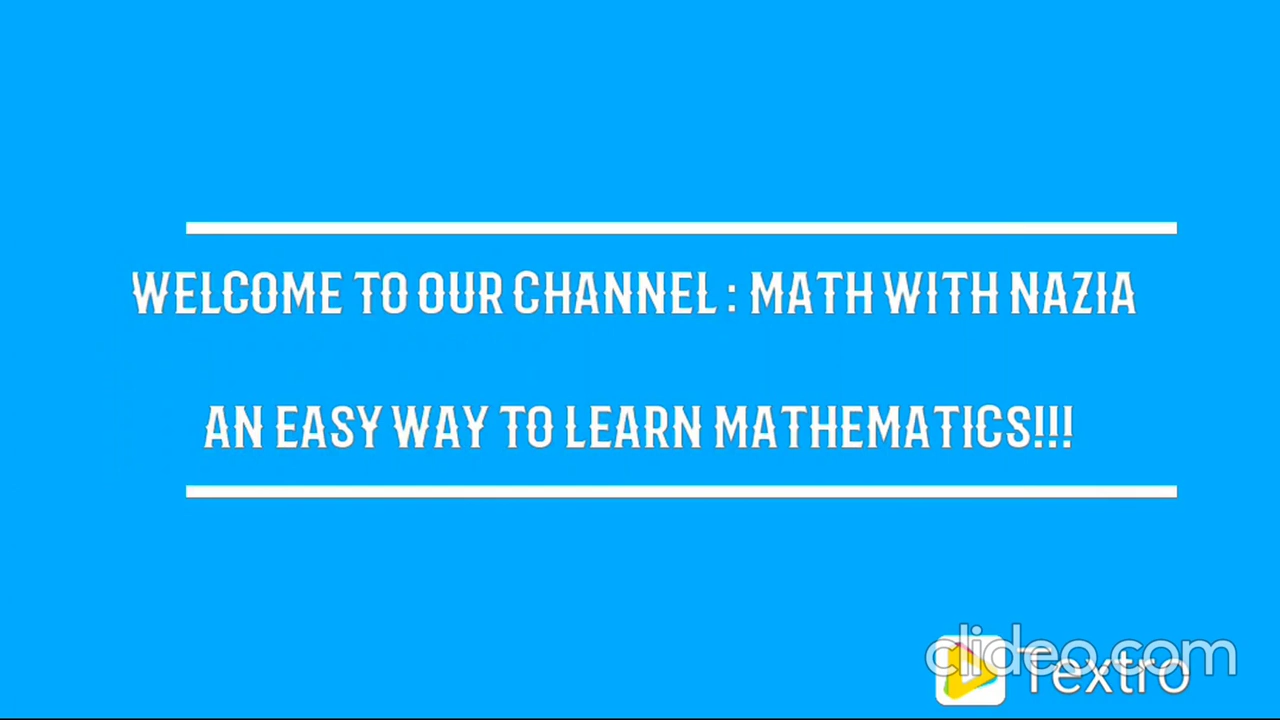 WELCOME TO OUR CHANNEL : MATH WITH NAZIA
AN EASY WAY TO LEARN MATHEMATICS!!!
clideo.com
Textro